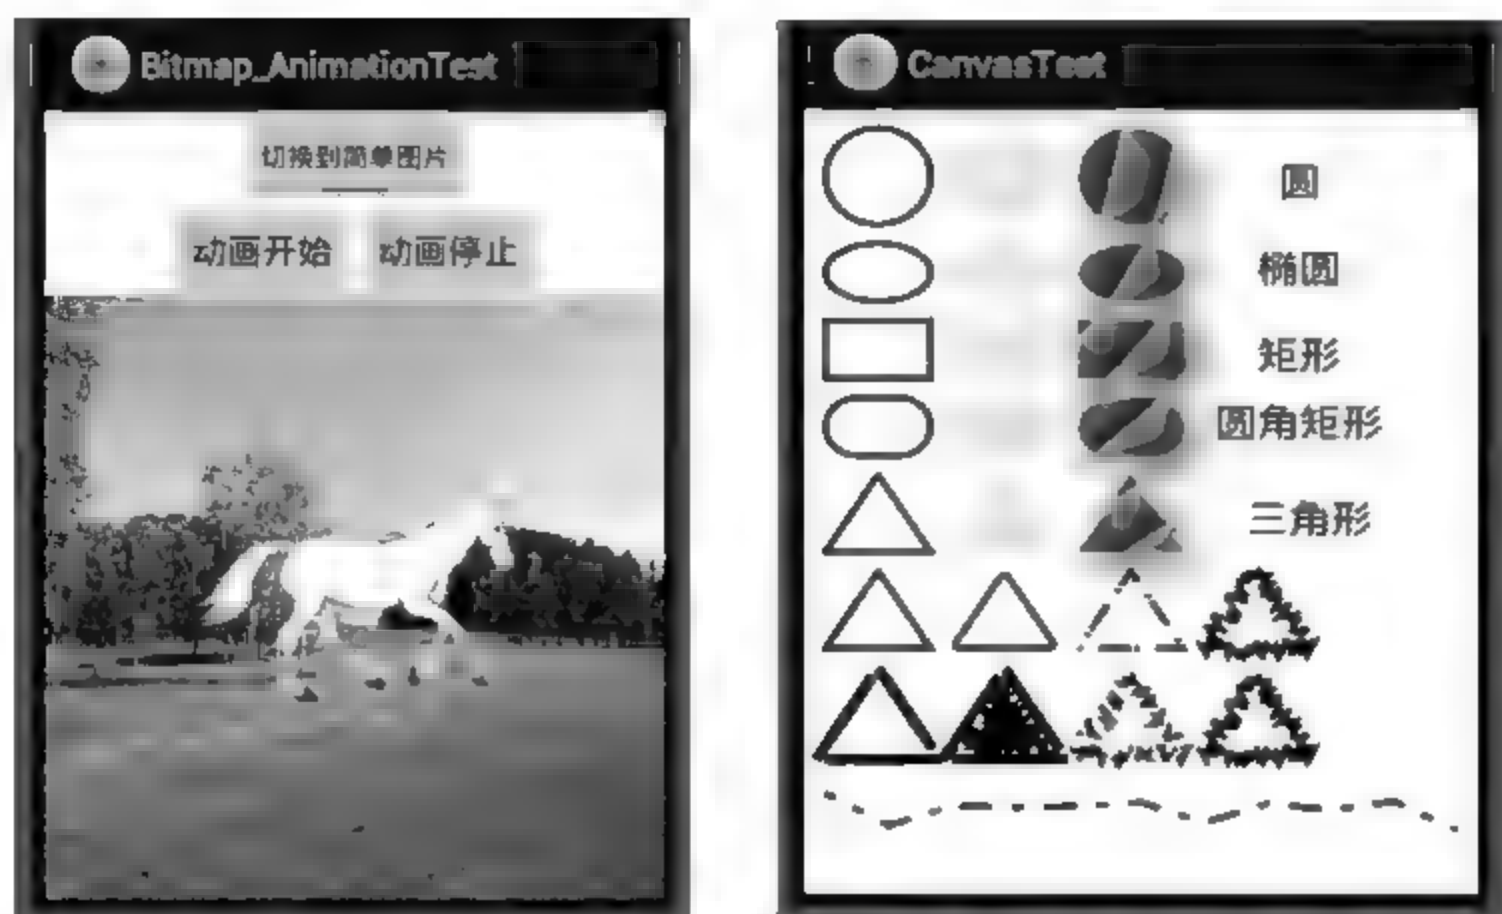 Bitmap_AnimationTest
切换到简单图片
动画开始 动画停止
CanvasTest
圆
椭圆
矩形
圆角矩形
三角形